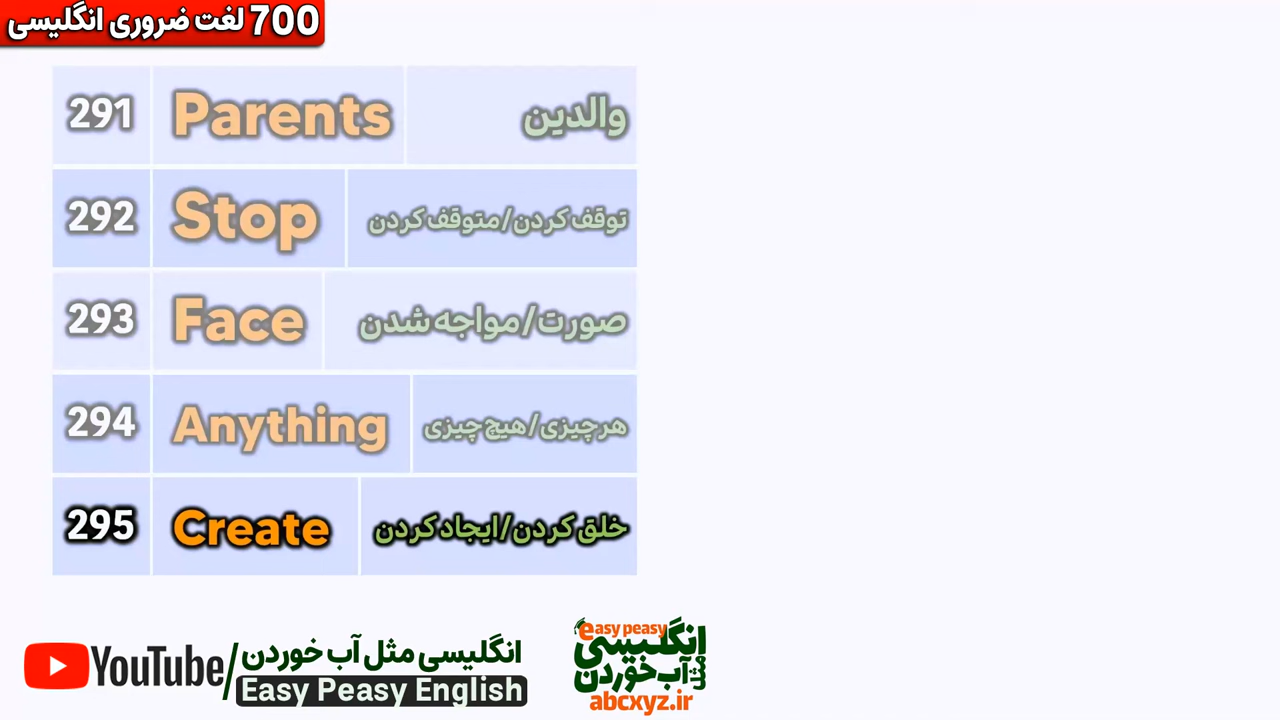 700 لغت ضروری انگلیسی
291 Parents والدین
292 Stop توقف کردن/متوقف کردن
293 Face صورت/مواجه شدن
294 Anything هرچیزی/هیچ چیزی
295 Create خلق کردن/ایجاد کردن
YouTube/انگلیسی مثل آب خوردن
Easy Peasy English
easy peasy
انگلیسی
مثل آب خوردن
abcxyz.ir